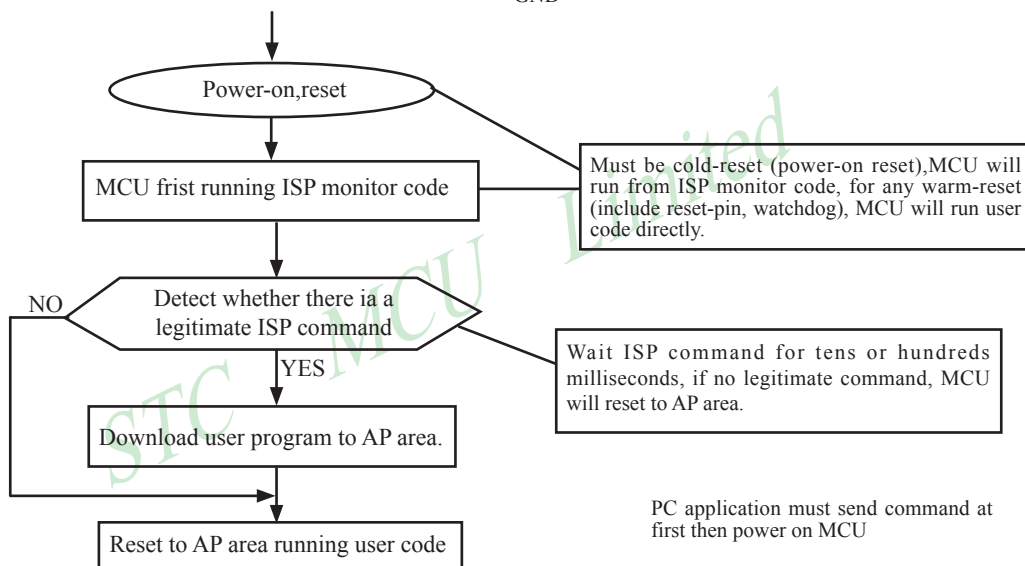 GND
Power-on,reset
MCU frist running ISP monitor code
Must be cold-reset (power-on reset),MCU will
run from ISP monitor code, for any warm-reset
(include reset-pin, watchdog), MCU will run user
code directly.
NO
Detect whether there ia a
legitimate ISP command
YES
Wait ISP command for tens or hundreds
milliseconds, if no legitimate command, MCU
will reset to AP area.
Download user program to AP area.
PC application must send command at
first then power on MCU
Reset to AP area running user code
STC MCU Limited